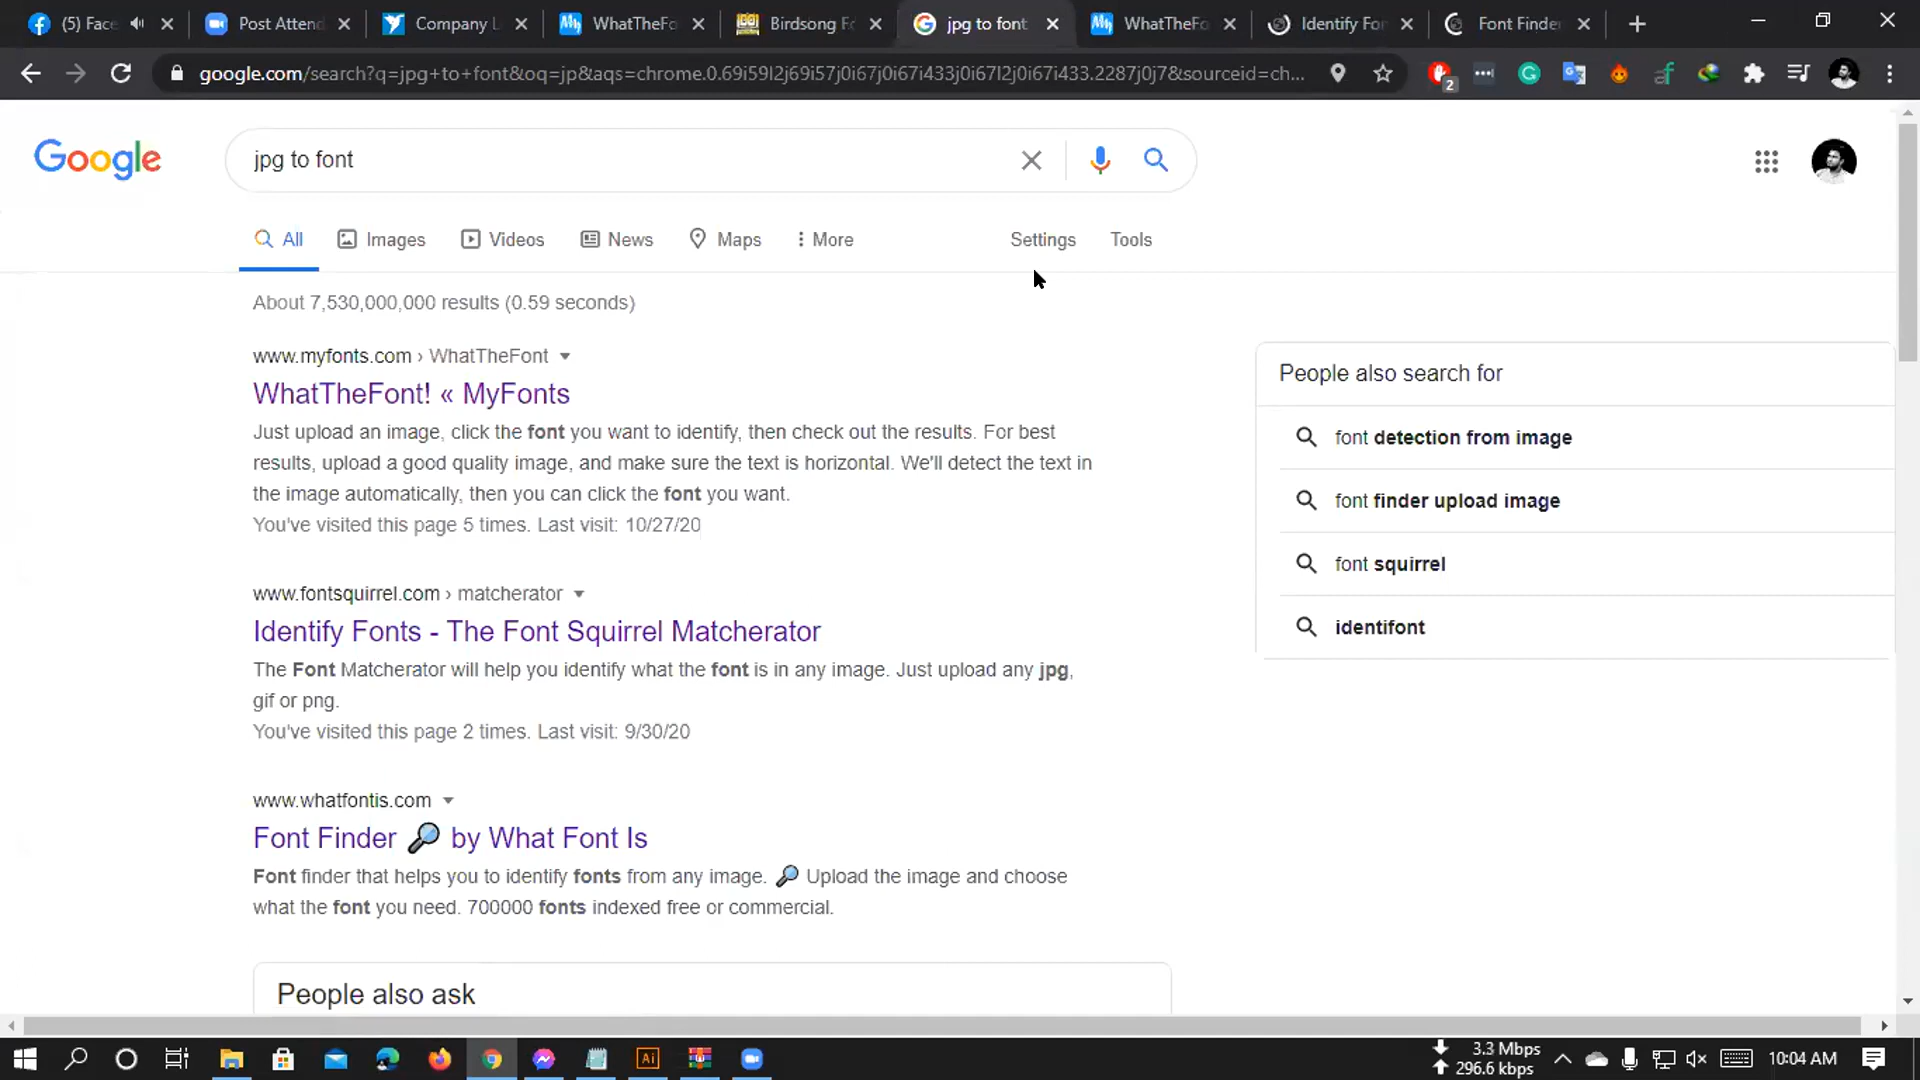 (5) Face
Post Attend
Company L
WhatTheFo
Birdsong Fo
jpg to font
WhatTheFo
Identify Fon
Font Finder
google.com/search?q=jpg+to+font&oq=jp&aqs=chrome.0.69i59l2j69i57j0i67j0i67i433j0i67l2j0i67i433.2287j0j7&sourceid=ch...
2
Google
jpg to font
All
Images
Videos
News
Maps
More
Settings
Tools
About 7,530,000,000 results (0.59 seconds)
www.myfonts.com › WhatTheFont
WhatTheFont! « MyFonts
Just upload an image, click the font you want to identify, then check out the results. For best
results, upload a good quality image, and make sure the text is horizontal. We'll detect the text in
the image automatically, then you can click the font you want.
You've visited this page 5 times. Last visit: 10/27/20
www.fontsquirrel.com › matcherator
Identify Fonts - The Font Squirrel Matcherator
The Font Matcherator will help you identify what the font is in any image. Just upload any jpg,
gif or png.
You've visited this page 2 times. Last visit: 9/30/20
www.whatfontis.com
Font Finder 🔎 by What Font Is
Font finder that helps you to identify fonts from any image. 🔎 Upload the image and choose
what the font you need. 700000 fonts indexed free or commercial.
People also ask
People also search for
font detection from image
font finder upload image
font squirrel
identifont
Ai
3.3 Mbps
296.6 kbps
10:04 AM